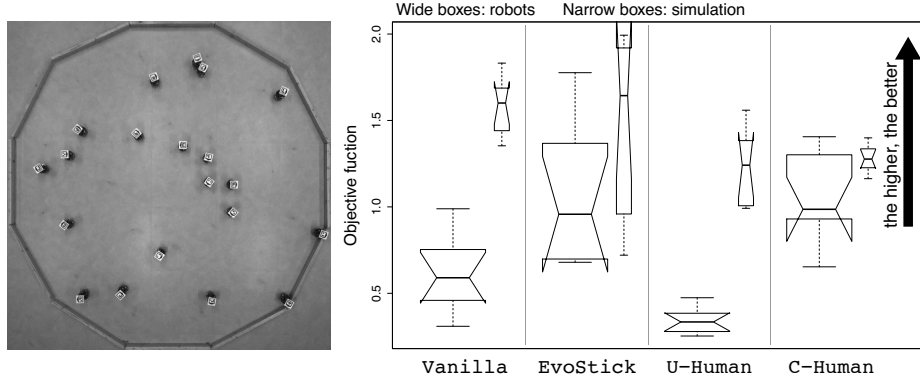 Wide boxes: robots Narrow boxes: simulation
Objective fuction
2.0
1.5
1.0
0.5
the higher, the better
Vanilla EvoStick U-Human C-Human